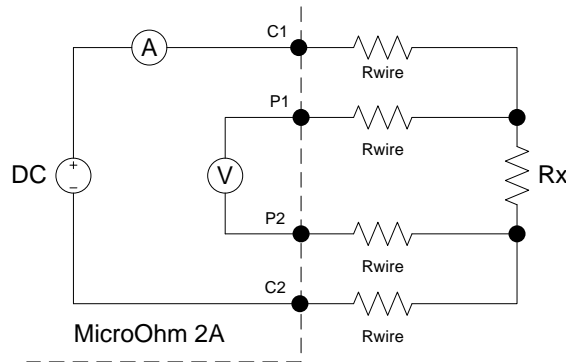 A
C1
Rwire
P1
Rwire
DC
+
−
V
Rx
P2
Rwire
C2
Rwire
MicroOhm 2A